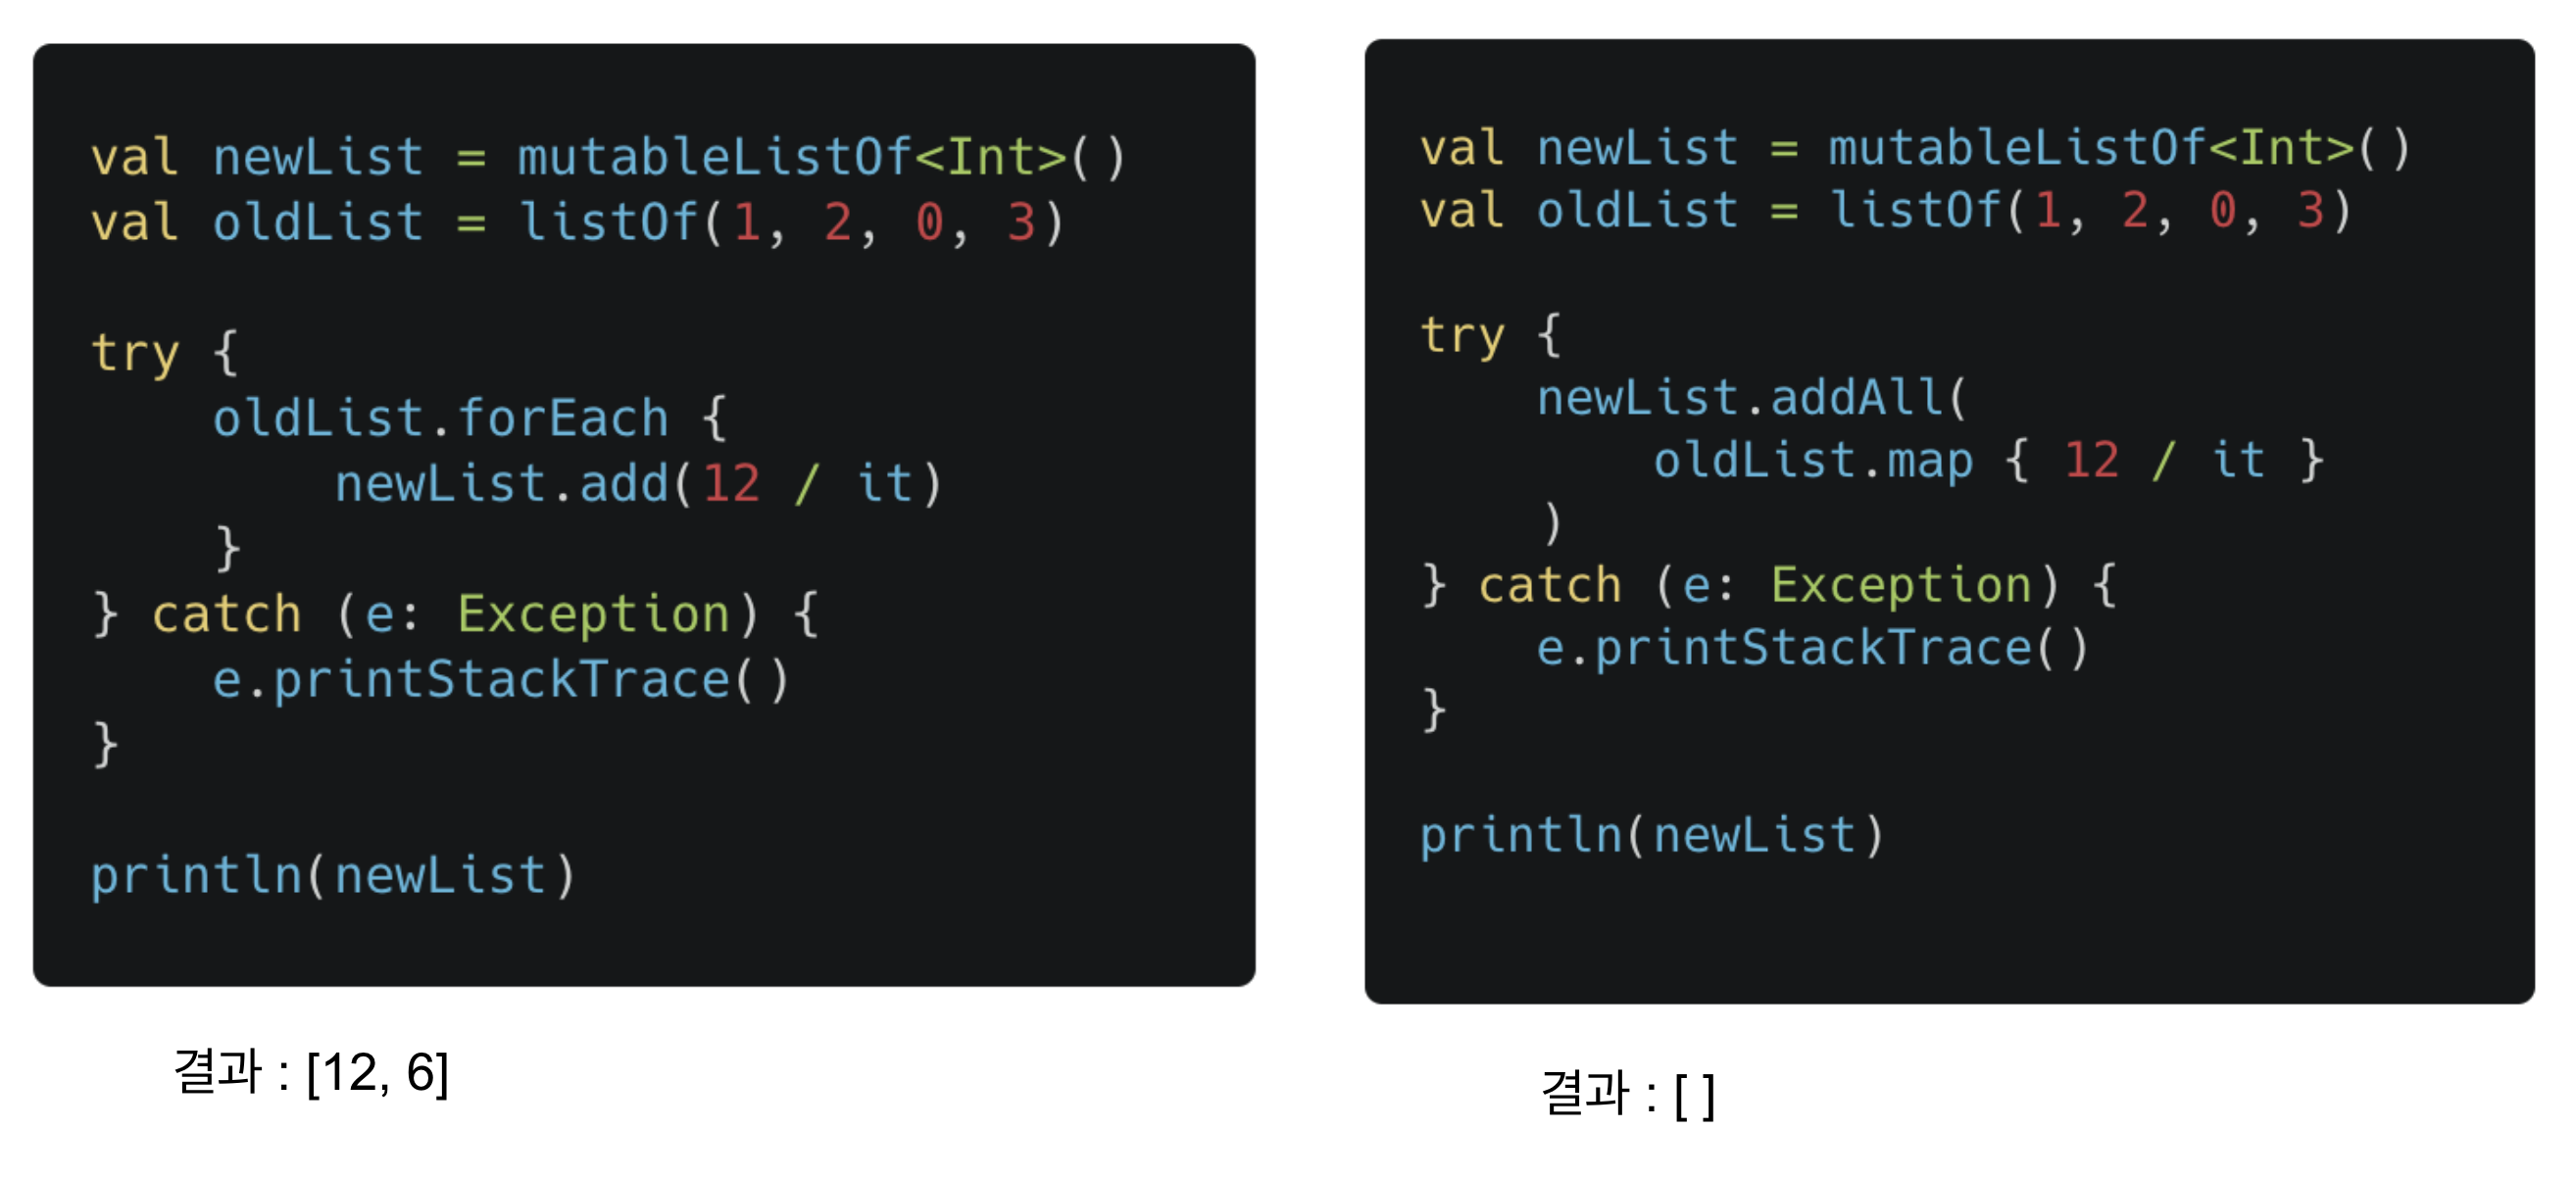 val newList = mutableListOf<Int>()
val oldList = listOf(1, 2, 0, 3)
try {
    oldList.forEach {
        newList.add(12 / it)
    }
} catch (e: Exception) {
    e.printStackTrace()
}
println(newList)
결과 : [12, 6]
val newList = mutableListOf<Int>()
val oldList = listOf(1, 2, 0, 3)
try {
    newList.addAll(
        oldList.map { 12 / it }
    )
} catch (e: Exception) {
    e.printStackTrace()
}
println(newList)
결과 : [ ]